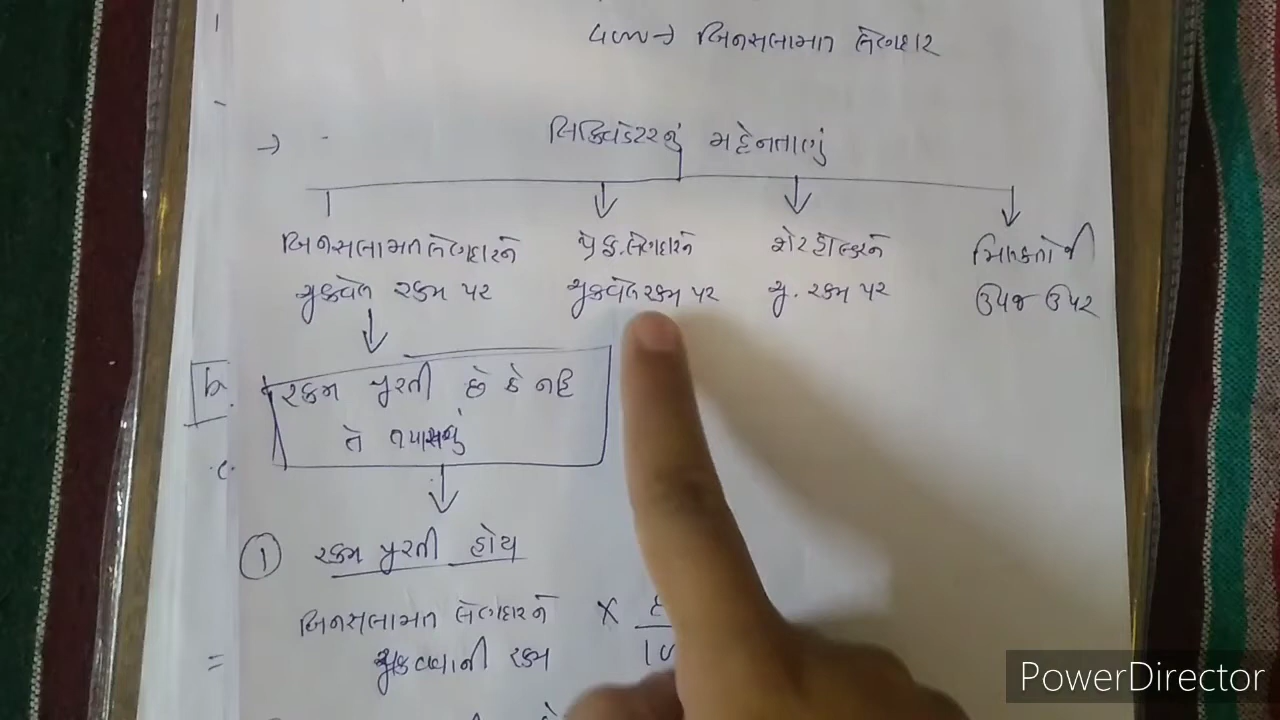 → બિનસલામત લેણદાર
→ લિક્વિડેટરનું મહેનતાણું
બિનસલામત લેણદારને ચુકવેલ રકમ પર
પ્રેફ. લેણદારને ચુકવેલ રકમ પર
શેરહોલ્ડરને ચુ. રકમ પર
મિલકતોની ઉપજ ઉપર
b.
રકમ પુરતી છે કે નહિ
તે તપાસવું
c.
① રકમ પુરતી હોય
બિનસલામત લેણદારને ×
= ચુકવવાની રકમ
PowerDirector